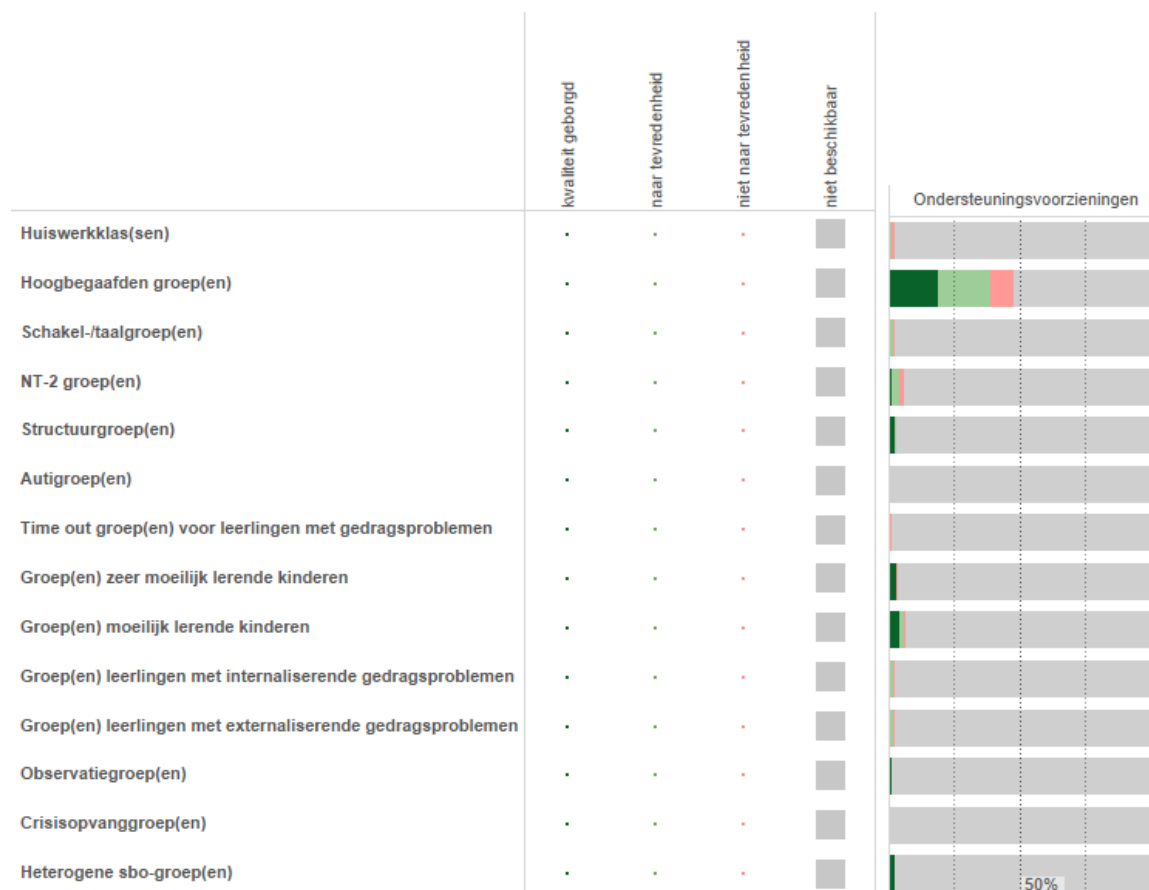 kwaliteit geborgd
naar tevredenheid
niet naar tevredenheid
niet beschikbaar
Ondersteuningsvoorzieningen
Huiswerkklas(sen)
Hoogbegaafden groep(en)
Schakel-/taalgroep(en)
NT-2 groep(en)
Structuurgroep(en)
Autigroep(en)
Time out groep(en) voor leerlingen met gedragsproblemen
Groep(en) zeer moeilijk lerende kinderen
Groep(en) moeilijk lerende kinderen
Groep(en) leerlingen met internaliserende gedragsproblemen
Groep(en) leerlingen met externaliserende gedragsproblemen
Observatiegroep(en)
Crisisopvanggroep(en)
Heterogene sbo-groep(en)
50%